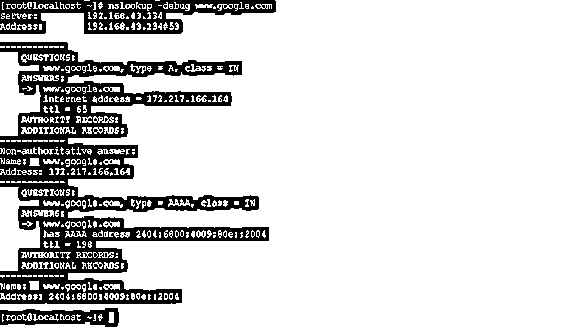 [root@localhost ~]# nslookup -debug www.google.com
Server: 192.168.43.234
Address: 192.168.43.234#53
------------
QUESTIONS:
www.google.com, type = A, class = IN
ANSWERS:
-> www.google.com
internet address = 172.217.166.164
ttl = 65
AUTHORITY RECORDS:
ADDITIONAL RECORDS:
------------
Non-authoritative answer:
Name: www.google.com
Address: 172.217.166.164
------------
QUESTIONS:
www.google.com, type = AAAA, class = IN
ANSWERS:
-> www.google.com
has AAAA address 2404:6800:4009:80e::2004
ttl = 198
AUTHORITY RECORDS:
ADDITIONAL RECORDS:
------------
Name: www.google.com
Address: 2404:6800:4009:80e::2004
[root@localhost ~]#